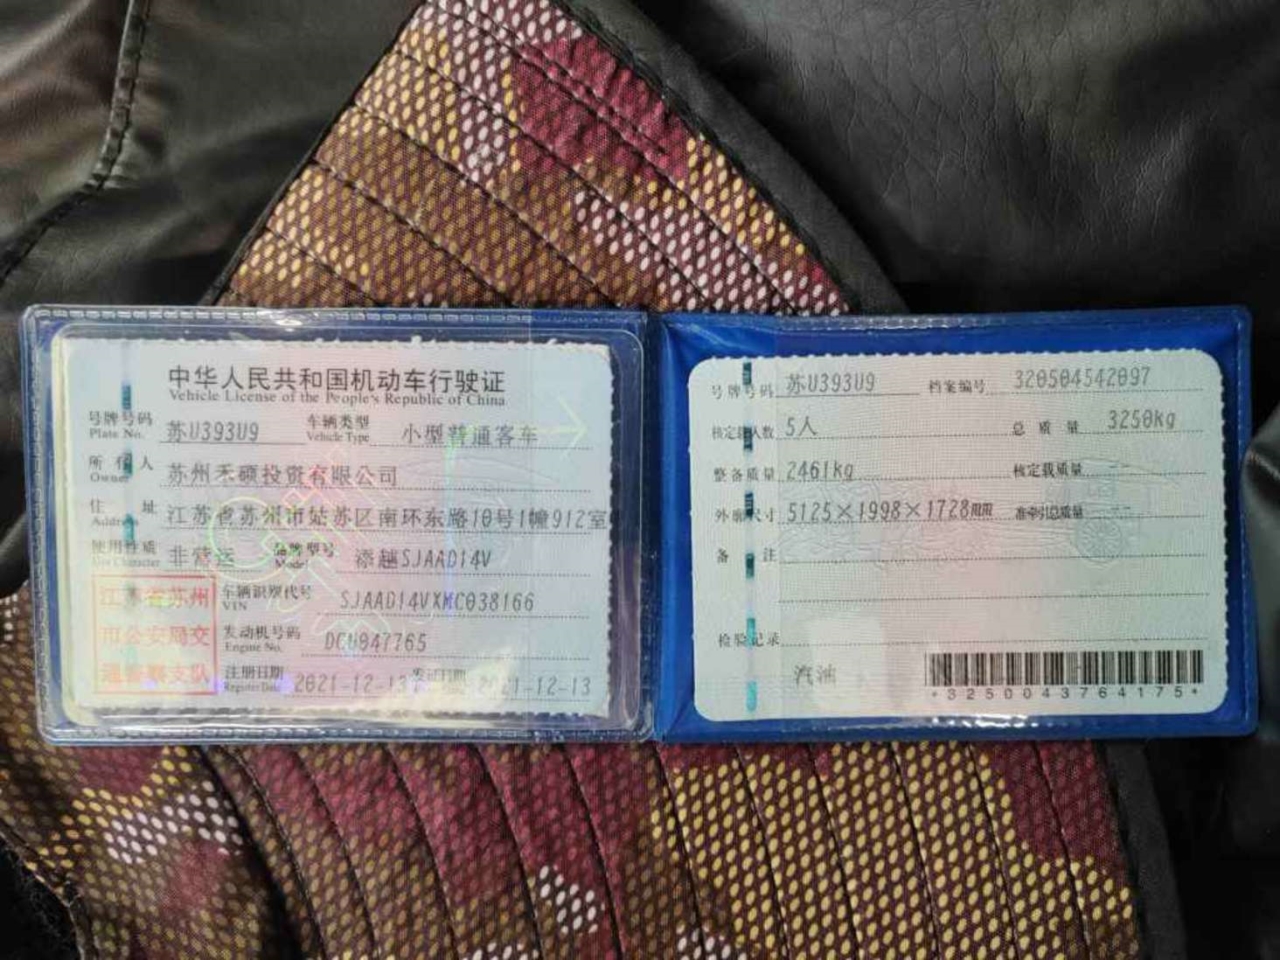 中华人民共和国机动车行驶证
Vehicle License of the People's Republic of China
号牌号码 苏U393U9 车辆类型 小型普通客车
Plate No. Vehicle Type
所有人 苏州禾硕投资有限公司
Owner
住址 江苏省苏州市姑苏区南环东路10号1幢912室
Address
使用性质 非营运 品牌型号 添越SJAAD14V
Use Character Model
江苏省苏州
市公安局交
通警察支队
车辆识别代号 SJAAD14VXMC038166
VIN
发动机号码 DCU047765
Engine No.
注册日期 2021-12-13 发证日期 2021-12-13
Register Date
号牌号码 苏U393U9 档案编号 320504542097
核定载人数 5人 总质量 3250kg
整备质量 2461kg 核定载质量 --
外廓尺寸 5125×1998×1728mm 准牵引总质量 --
备注
检验记录
汽油
*3250043764175*